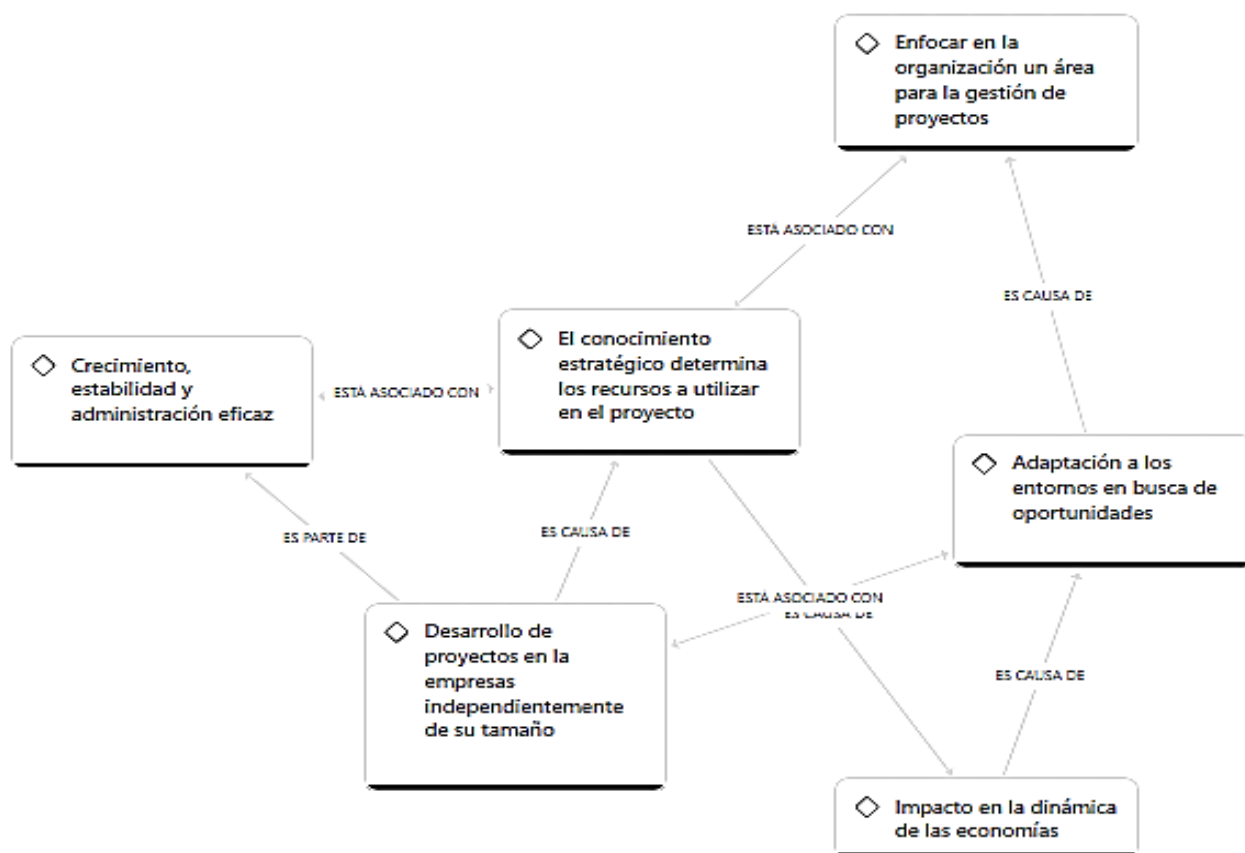 Enfocar en la
organización un área
para la gestión de
proyectos
ESTÁ ASOCIADO CON
ES CAUSA DE
El conocimiento
estratégico determina
los recursos a utilizar
en el proyecto
Crecimiento,
estabilidad y
administración eficaz
ESTÁ ASOCIADO CON
Adaptación a los
entornos en busca de
oportunidades
ES PARTE DE
ES CAUSA DE
ESTÁ ASOCIADO CON
ES CAUSA DE
Desarrollo de
proyectos en la
empresas
independientemente
de su tamaño
ES CAUSA DE
Impacto en la dinámica
de las economías